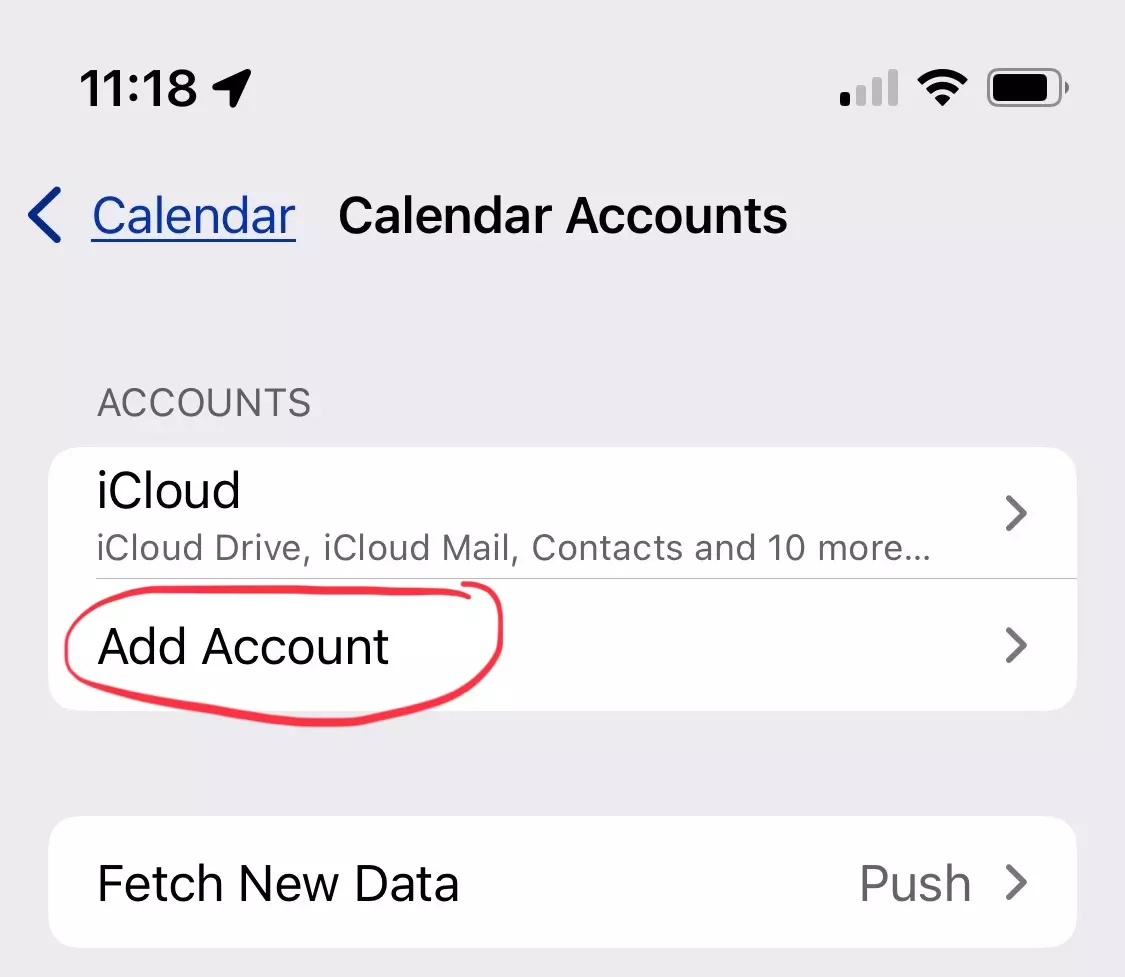 11:18
Calendar Calendar Accounts
ACCOUNTS
iCloud
iCloud Drive, iCloud Mail, Contacts and 10 more...
Add Account
Fetch New Data Push